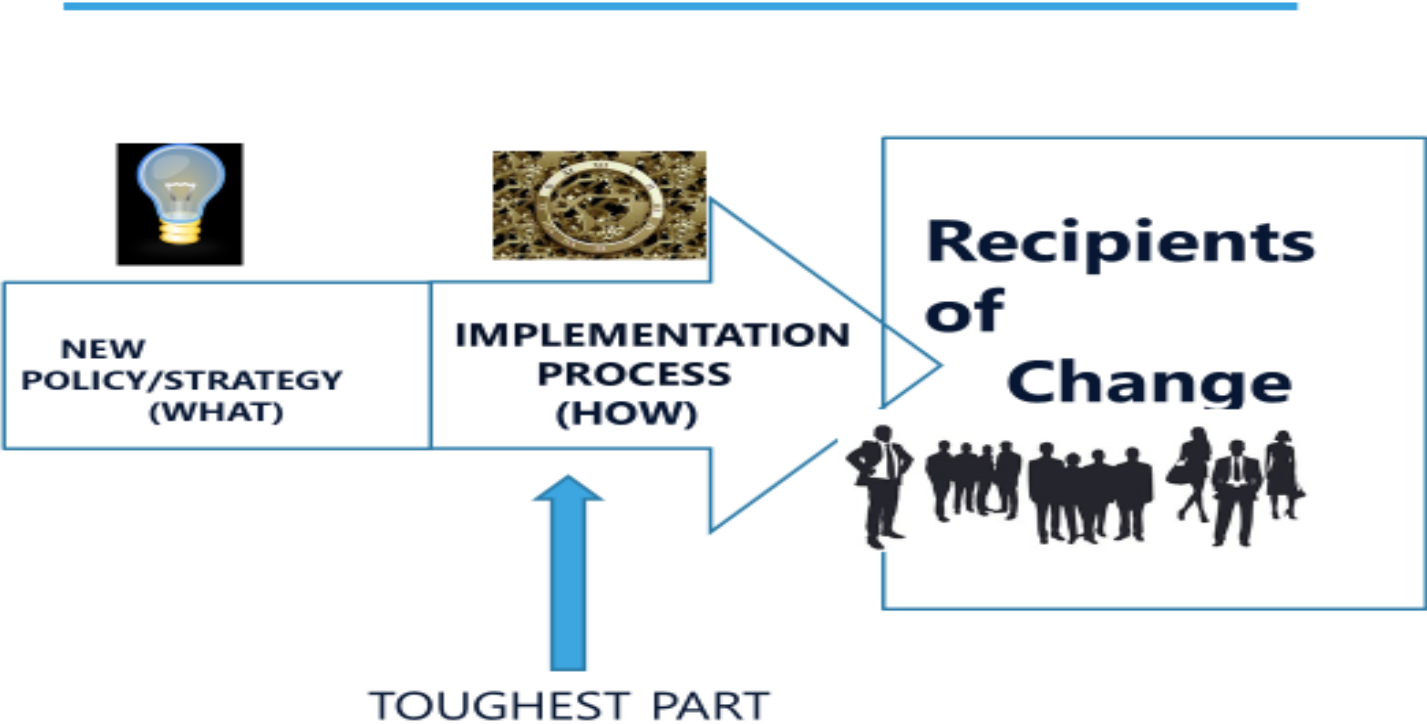 NEW
POLICY/STRATEGY
(WHAT)
IMPLEMENTATION
PROCESS
(HOW)
Recipients
of
Change
TOUGHEST PART